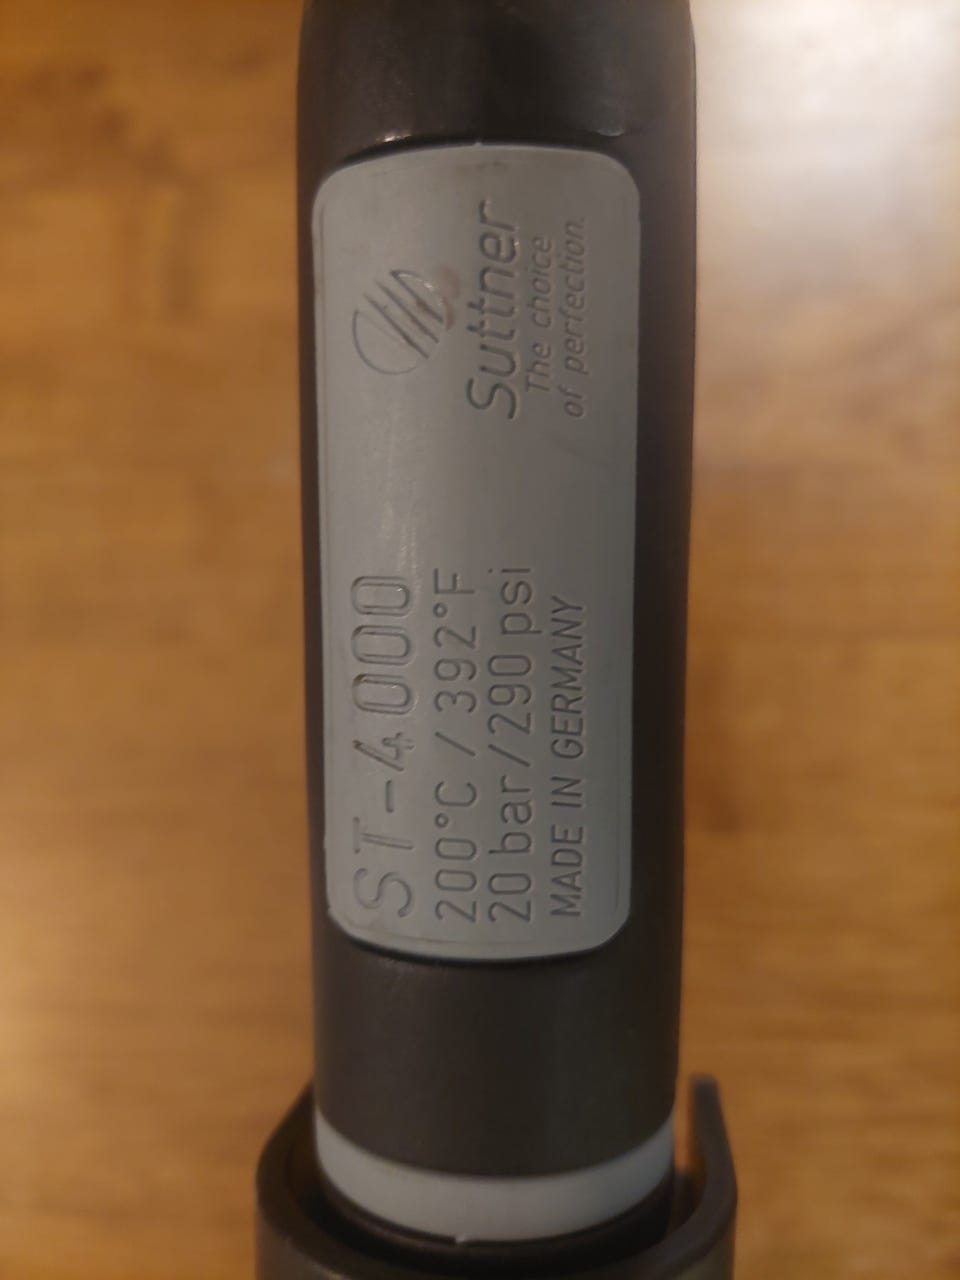 ST-4000
200°C / 392°F
20 bar / 290 psi
MADE IN GERMANY
Suttner
The choice
of perfection.